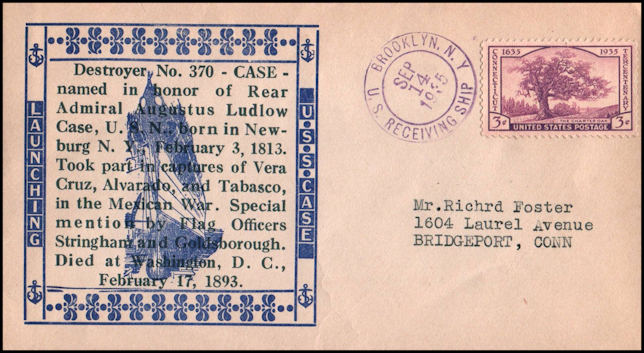 LAUNCHING
Destroyer, No. 370 - CASE -
named in honor of Rear
Admiral Augustus Ludlow
Case, U. S. N., born in New-
burg N. Y., February 3, 1813.
Took part in captures of Vera
Cruz, Alvarado, and Tabasco,
in the Mexican War. Special
mention by Flag Officers
Stringham and Goldsborough.
Died at Washington, D. C.,
February 17, 1893.
U·S·S·CASE
BROOKLYN, N. Y.
SEP
14
1935
U. S. RECEIVING SHIP
1635 1935
CONNECTICUT
TERCENTENARY
THE CHARTER OAK
3¢ UNITED STATES POSTAGE 3¢
Mr.Richrd Foster
1604 Laurel Avenue
BRIDGEPORT, CONN